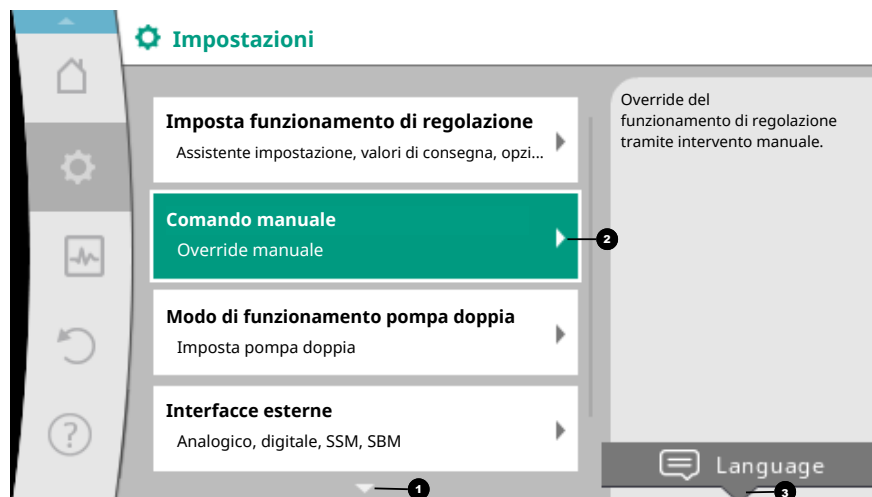 Impostazioni
Imposta funzionamento di regolazione
Assistente impostazione, valori di consegna, opzi...
Comando manuale
Override manuale
2
Modo di funzionamento pompa doppia
Imposta pompa doppia
Interfacce esterne
Analogico, digitale, SSM, SBM
1
Override del
funzionamento di regolazione
tramite intervento manuale.
Language
3
?